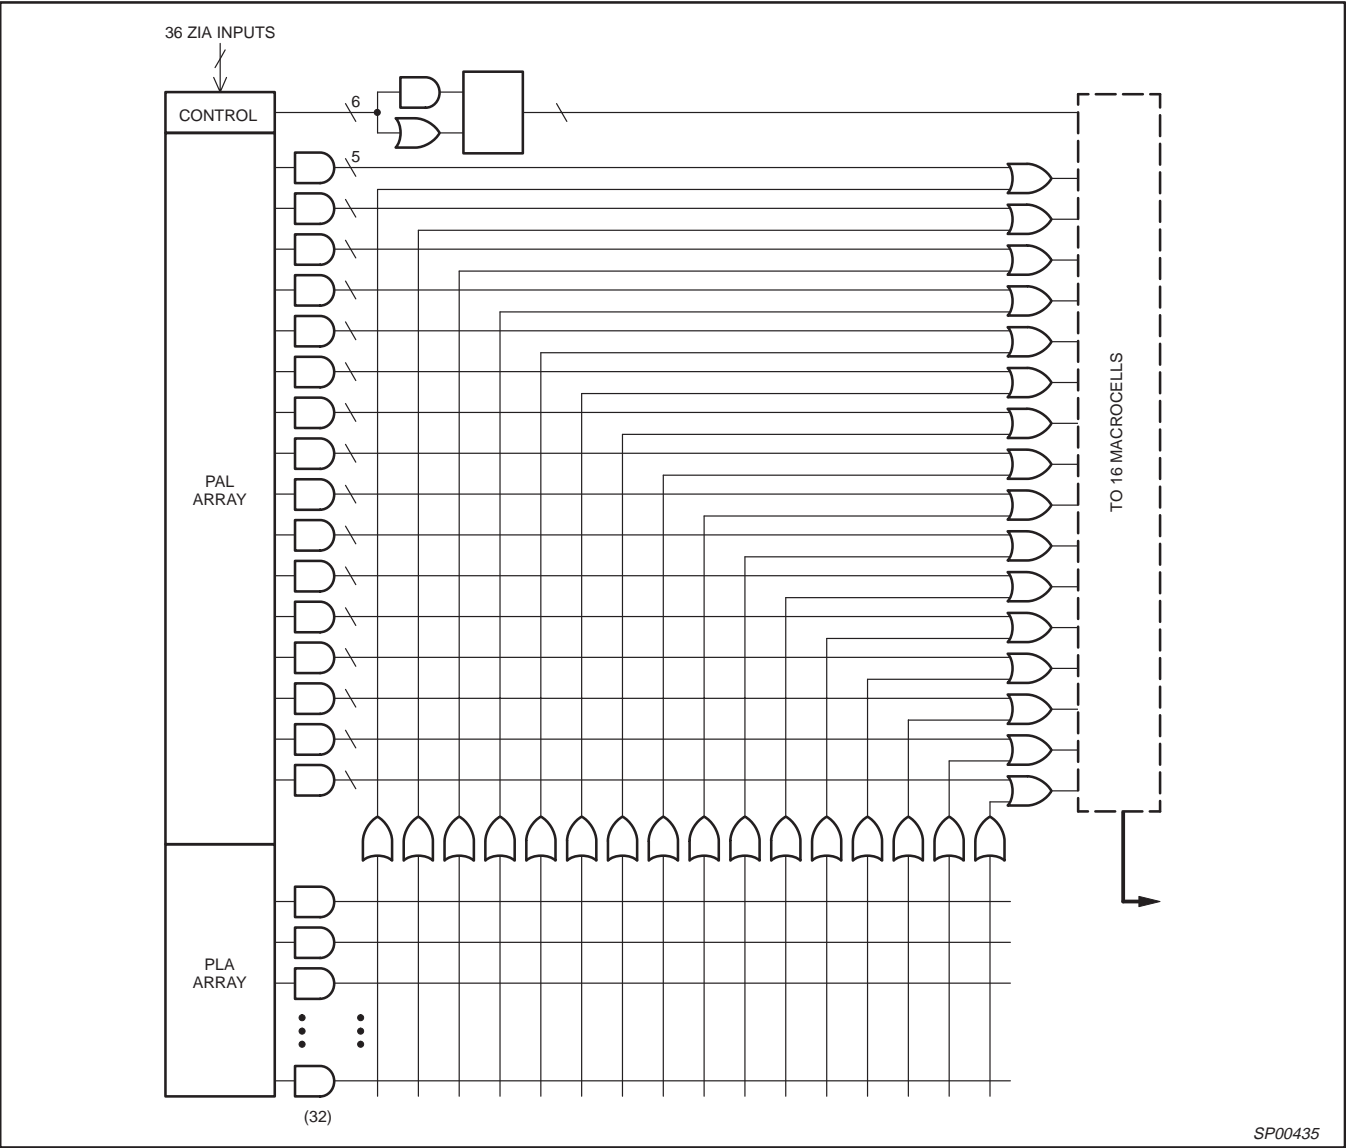 36 ZIA INPUTS
CONTROL
6
5
PAL
ARRAY
TO 16 MACROCELLS
PLA
ARRAY
(32)
SP00435